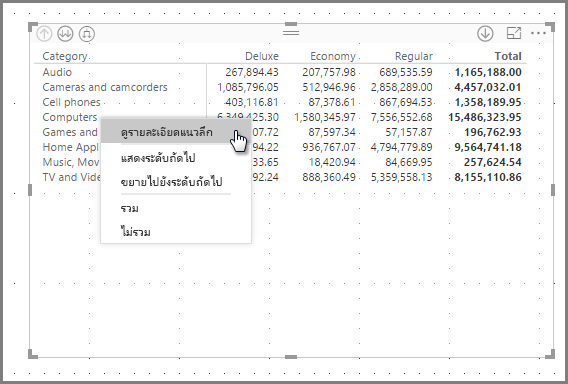 Category Deluxe Economy Regular Total
Audio 267,894.43 207,757.98 689,535.59 1,165,188.00
Cameras and camcorders 1,085,796.05 512,946.96 2,858,289.00 4,457,032.01
Cell phones 403,116.81 87,378.61 867,694.53 1,358,189.95
Computers 6,349,425.30 1,580,345.97 7,556,552.68 15,486,323.95
Games and 07.72 87,597.34 57,157.87 196,762.93
Home Appl 94.22 936,767.07 4,794,779.89 9,564,741.18
Music, Mov 33.65 18,420.94 84,669.95 257,624.54
TV and Vide 92.24 888,360.49 5,359,558.13 8,155,110.86
ดูรายละเอียดแนวลึก
แสดงระดับถัดไป
ขยายไปยังระดับถัดไป
รวม
ไม่รวม